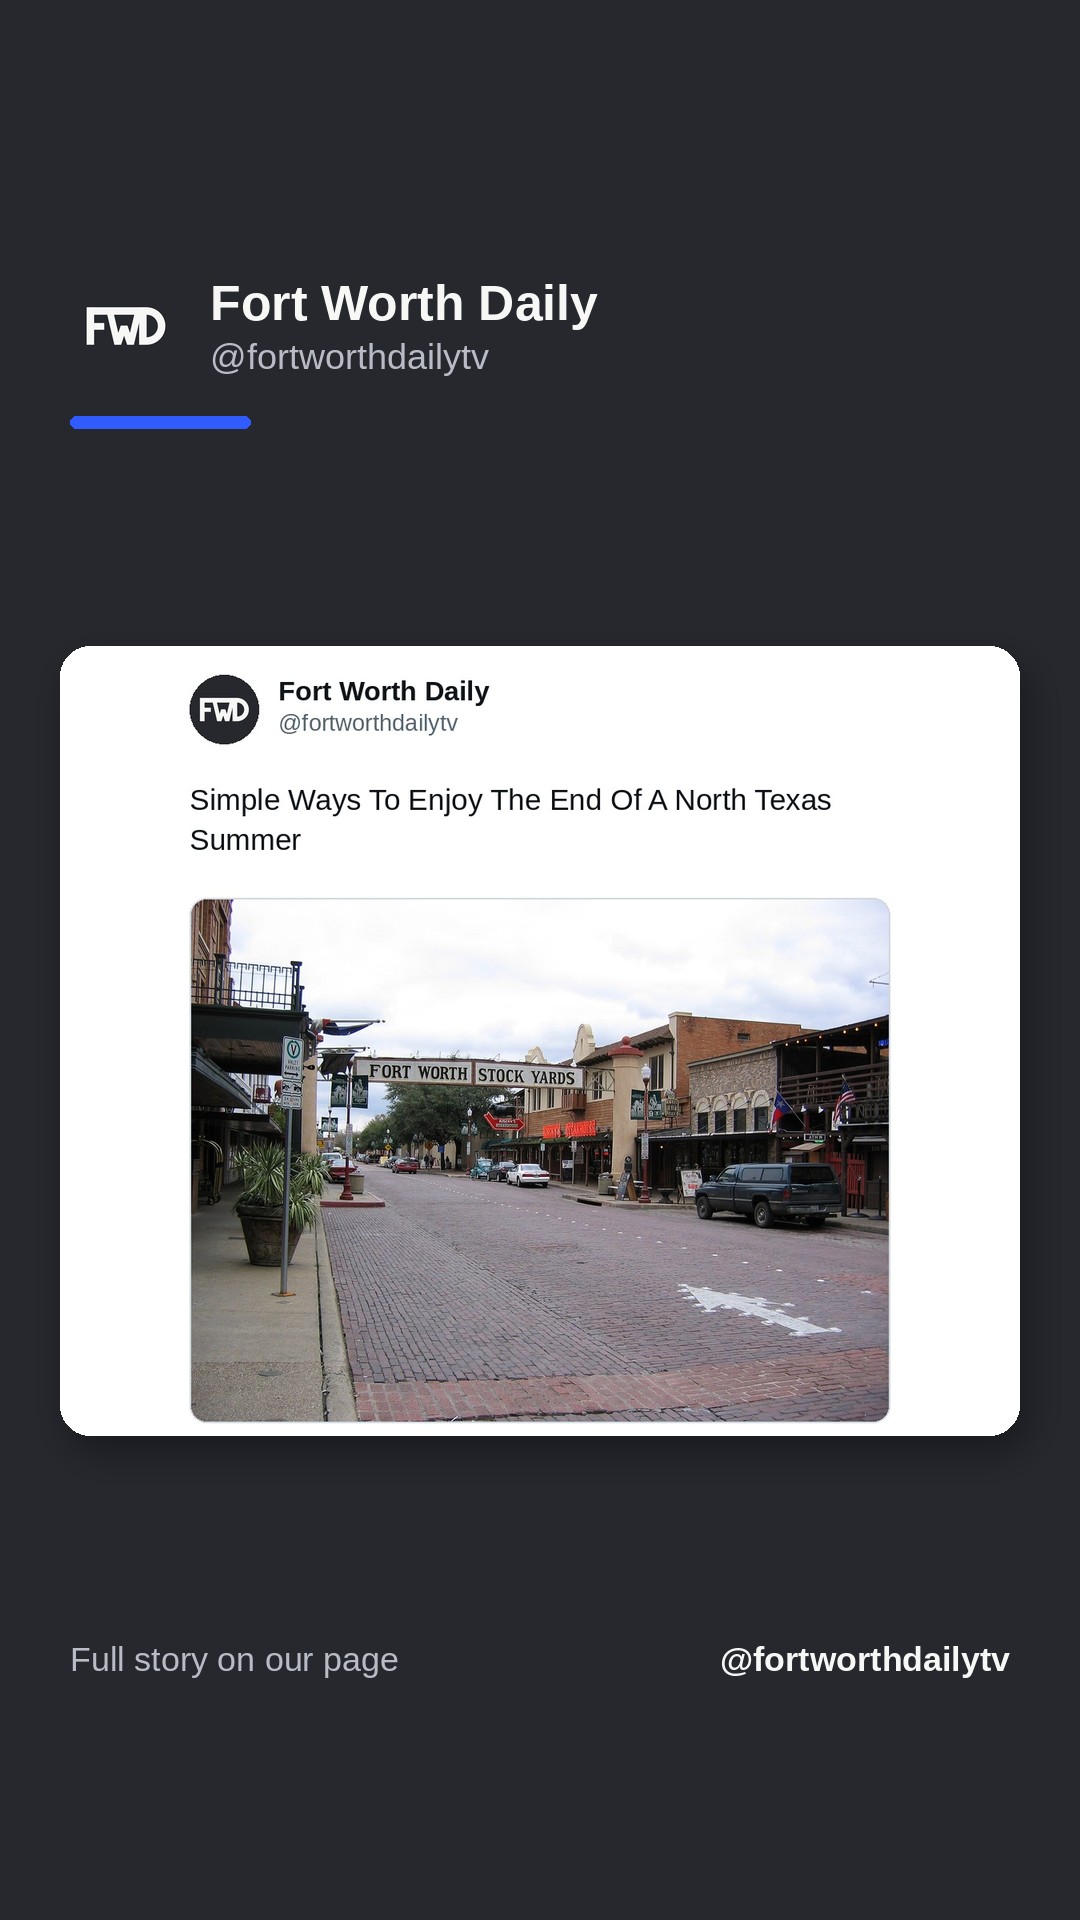 FWD
Fort Worth Daily
@fortworthdailytv
FWD
Fort Worth Daily
@fortworthdailytv
Simple Ways To Enjoy The End Of A North Texas
Summer
FORT WORTH STOCK YARDS
Full story on our page
@fortworthdailytv